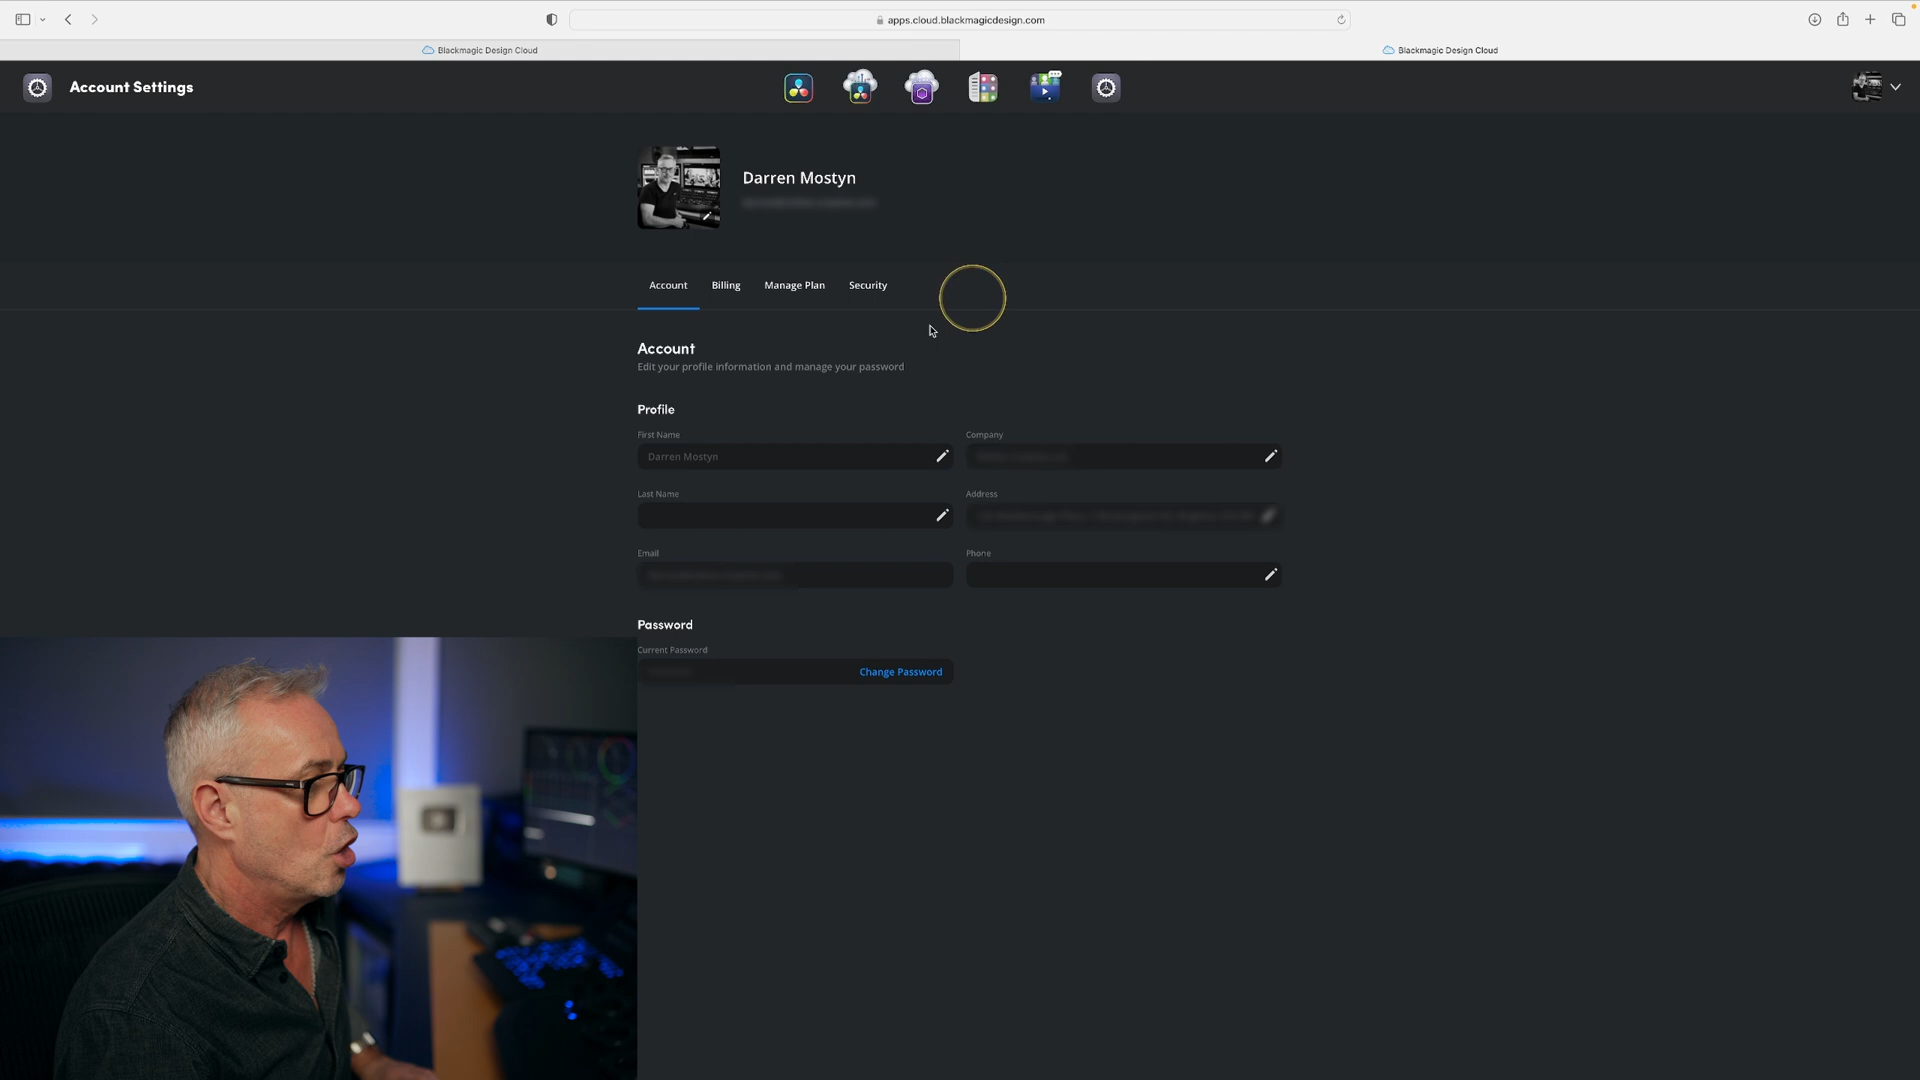 apps.cloud.blackmagicdesign.com
Blackmagic Design Cloud
Blackmagic Design Cloud
Account Settings
Darren Mostyn
Account
Billing
Manage Plan
Security
Account
Edit your profile information and manage your password
Profile
First Name
Company
Darren Mostyn
Last Name
Address
Email
Phone
Password
Current Password
Change Password